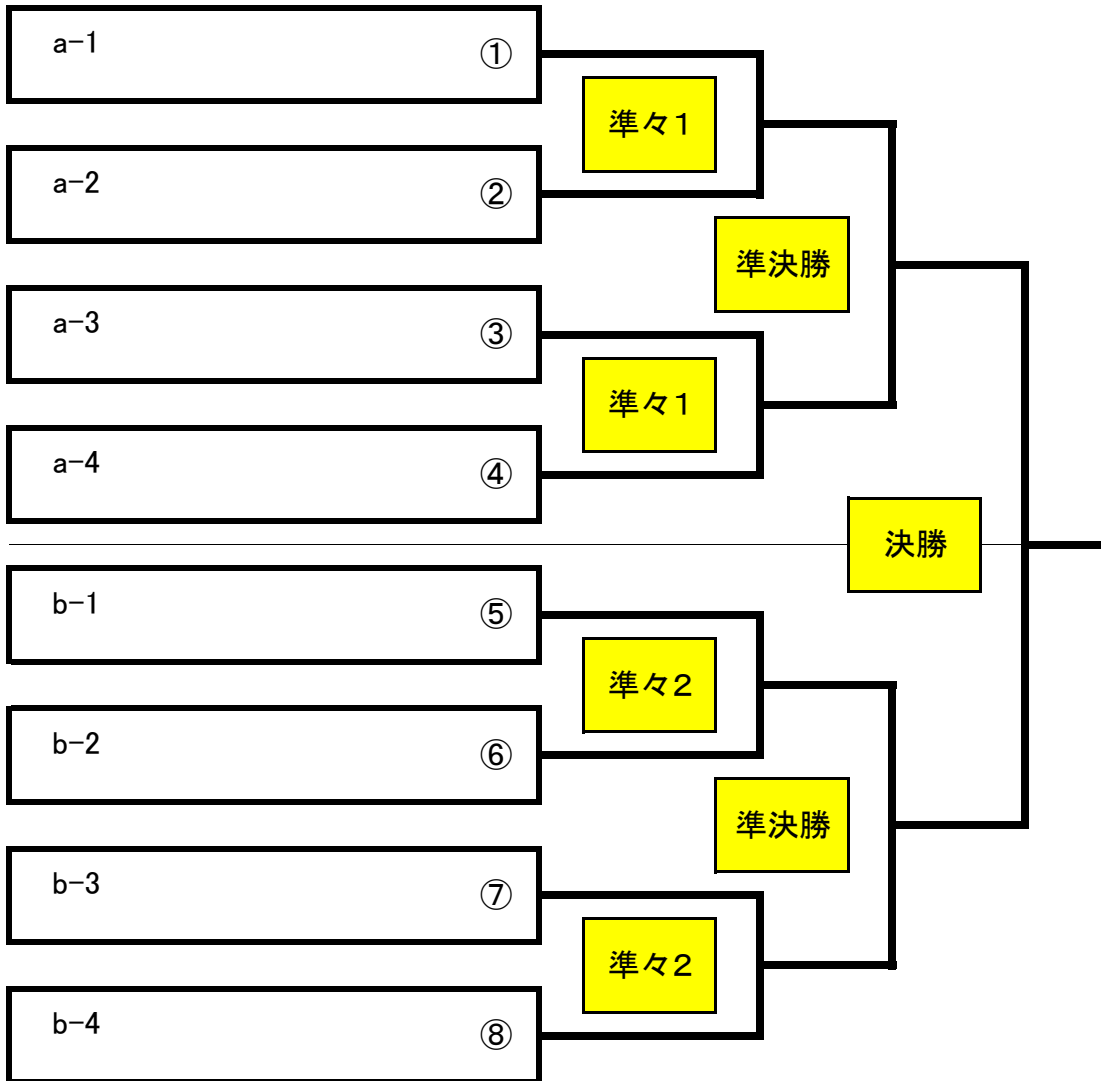 a-1 ①
準々1
a-2 ②
準決勝
a-3 ③
準々1
a-4 ④
決勝
b-1 ⑤
準々2
b-2 ⑥
準決勝
b-3 ⑦
準々2
b-4 ⑧